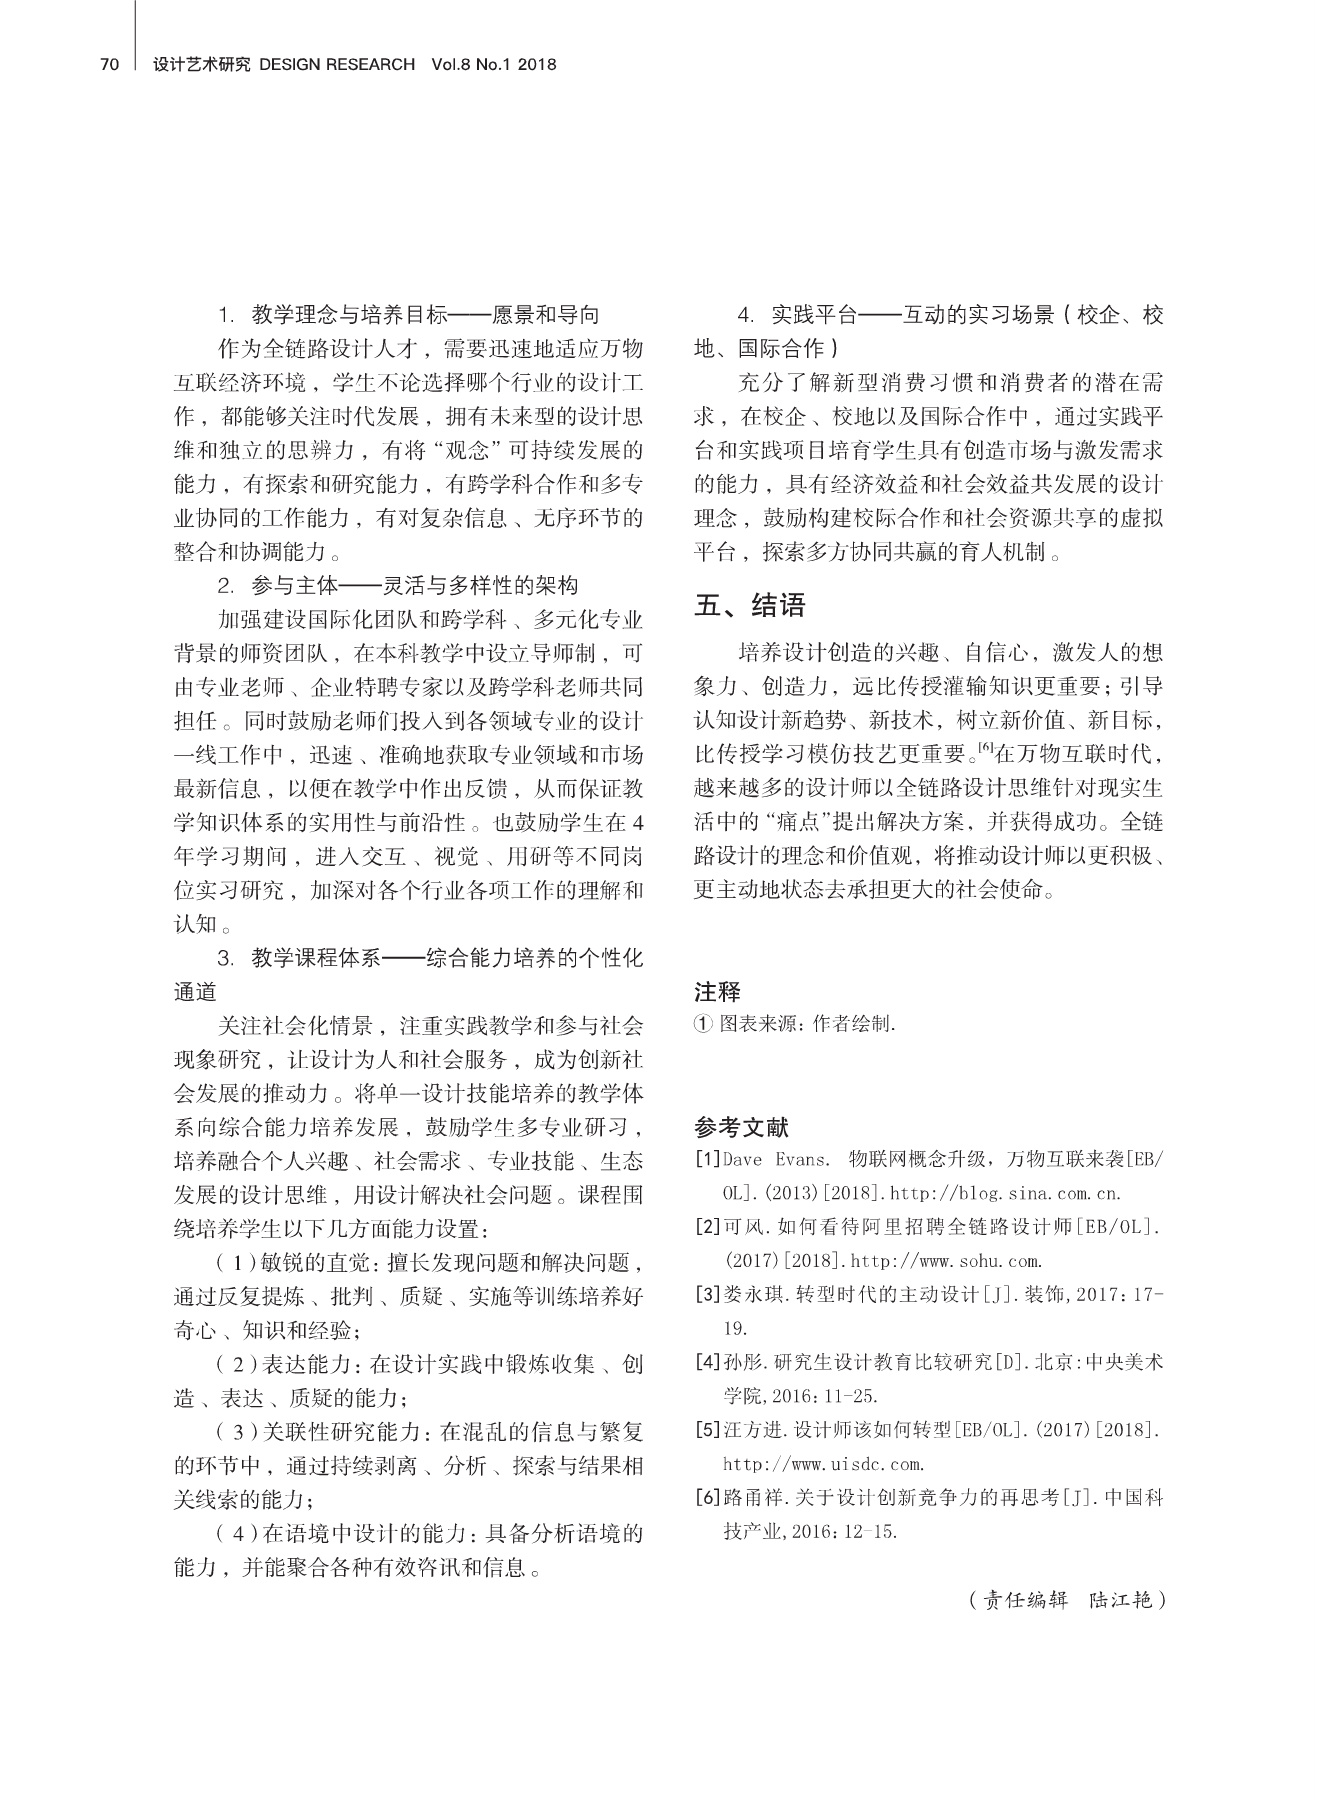 70 设计艺术研究 DESIGN RESEARCH Vol.8 No.1 2018
1. 教学理念与培养目标——愿景和导向
作为全链路设计人才，需要迅速地适应万物
互联经济环境，学生不论选择哪个行业的设计工
作，都能够关注时代发展，拥有未来型的设计思
维和独立的思辨力，有将“观念”可持续发展的
能力，有探索和研究能力，有跨学科合作和多专
业协同的工作能力，有对复杂信息、无序环节的
整合和协调能力。
2. 参与主体——灵活与多样性的架构
加强建设国际化团队和跨学科、多元化专业
背景的师资团队，在本科教学中设立导师制，可
由专业老师、企业特聘专家以及跨学科老师共同
担任。同时鼓励老师们投入到各领域专业的设计
一线工作中，迅速、准确地获取专业领域和市场
最新信息，以便在教学中作出反馈，从而保证教
学知识体系的实用性与前沿性。也鼓励学生在 4
年学习期间，进入交互、视觉、用研等不同岗
位实习研究，加深对各个行业各项工作的理解和
认知。
3. 教学课程体系——综合能力培养的个性化
通道
关注社会化情景，注重实践教学和参与社会
现象研究，让设计为人和社会服务，成为创新社
会发展的推动力。将单一设计技能培养的教学体
系向综合能力培养发展，鼓励学生多专业研习，
培养融合个人兴趣、社会需求、专业技能、生态
发展的设计思维，用设计解决社会问题。课程围
绕培养学生以下几方面能力设置：
（1）敏锐的直觉：擅长发现问题和解决问题，
通过反复提炼、批判、质疑、实施等训练培养好
奇心、知识和经验；
（2）表达能力：在设计实践中锻炼收集、创
造、表达、质疑的能力；
（3）关联性研究能力：在混乱的信息与繁复
的环节中，通过持续剥离、分析、探索与结果相
关线索的能力；
（4）在语境中设计的能力：具备分析语境的
能力，并能聚合各种有效咨讯和信息。
4. 实践平台——互动的实习场景（校企、校
地、国际合作）
充分了解新型消费习惯和消费者的潜在需
求，在校企、校地以及国际合作中，通过实践平
台和实践项目培育学生具有创造市场与激发需求
的能力，具有经济效益和社会效益共发展的设计
理念，鼓励构建校际合作和社会资源共享的虚拟
平台，探索多方协同共赢的育人机制。
五、结语
培养设计创造的兴趣、自信心，激发人的想
象力、创造力，远比传授灌输知识更重要；引导
认知设计新趋势、新技术，树立新价值、新目标，
比传授学习模仿技艺更重要。[6]在万物互联时代，
越来越多的设计师以全链路设计思维针对现实生
活中的“痛点”提出解决方案，并获得成功。全链
路设计的理念和价值观，将推动设计师以更积极、
更主动地状态去承担更大的社会使命。
注释
① 图表来源：作者绘制.
参考文献
[1]Dave Evans. 物联网概念升级，万物互联来袭[EB/
OL].(2013)[2018].http://blog.sina.com.cn.
[2]可风.如何看待阿里招聘全链路设计师[EB/OL].
(2017)[2018].http://www.sohu.com.
[3]娄永琪.转型时代的主动设计[J].装饰,2017:17-
19.
[4]孙彤.研究生设计教育比较研究[D].北京:中央美术
学院,2016:11-25.
[5]汪方进.设计师该如何转型[EB/OL].(2017)[2018].
http://www.uisdc.com.
[6]路甬祥.关于设计创新竞争力的再思考[J].中国科
技产业,2016:12-15.
（责任编辑 陆江艳）